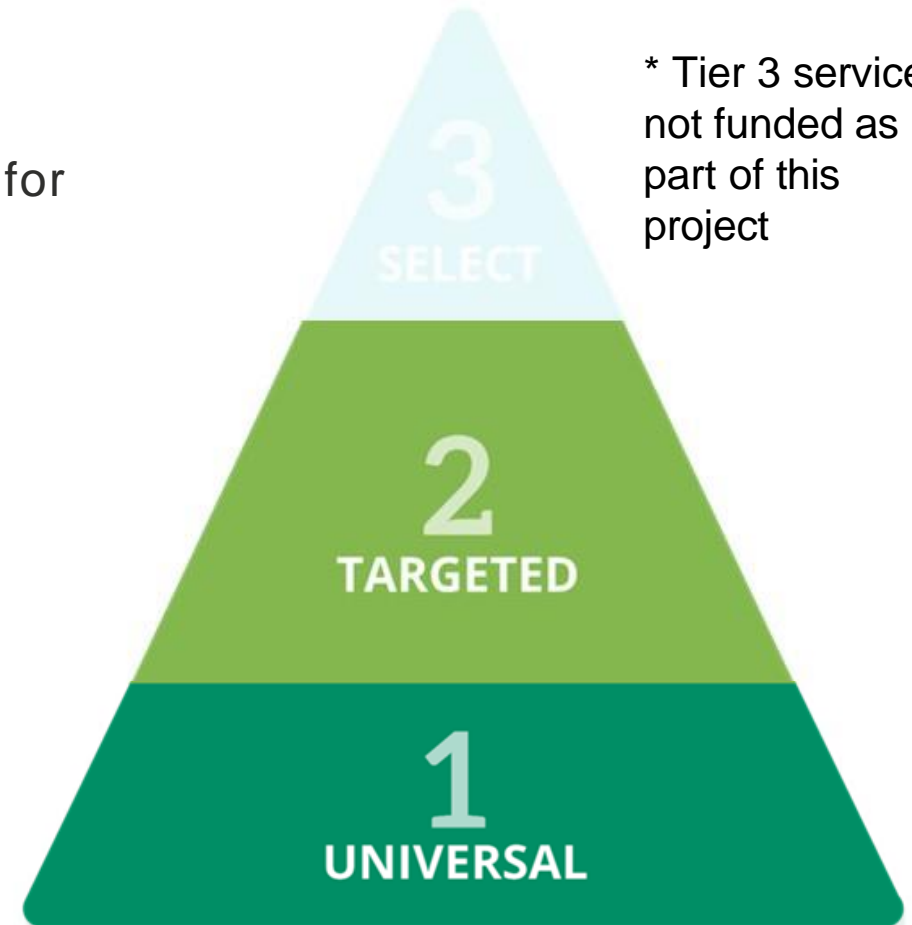 for
* Tier 3 service
not funded as
part of this
project
3
SELECT
2
TARGETED
1
UNIVERSAL